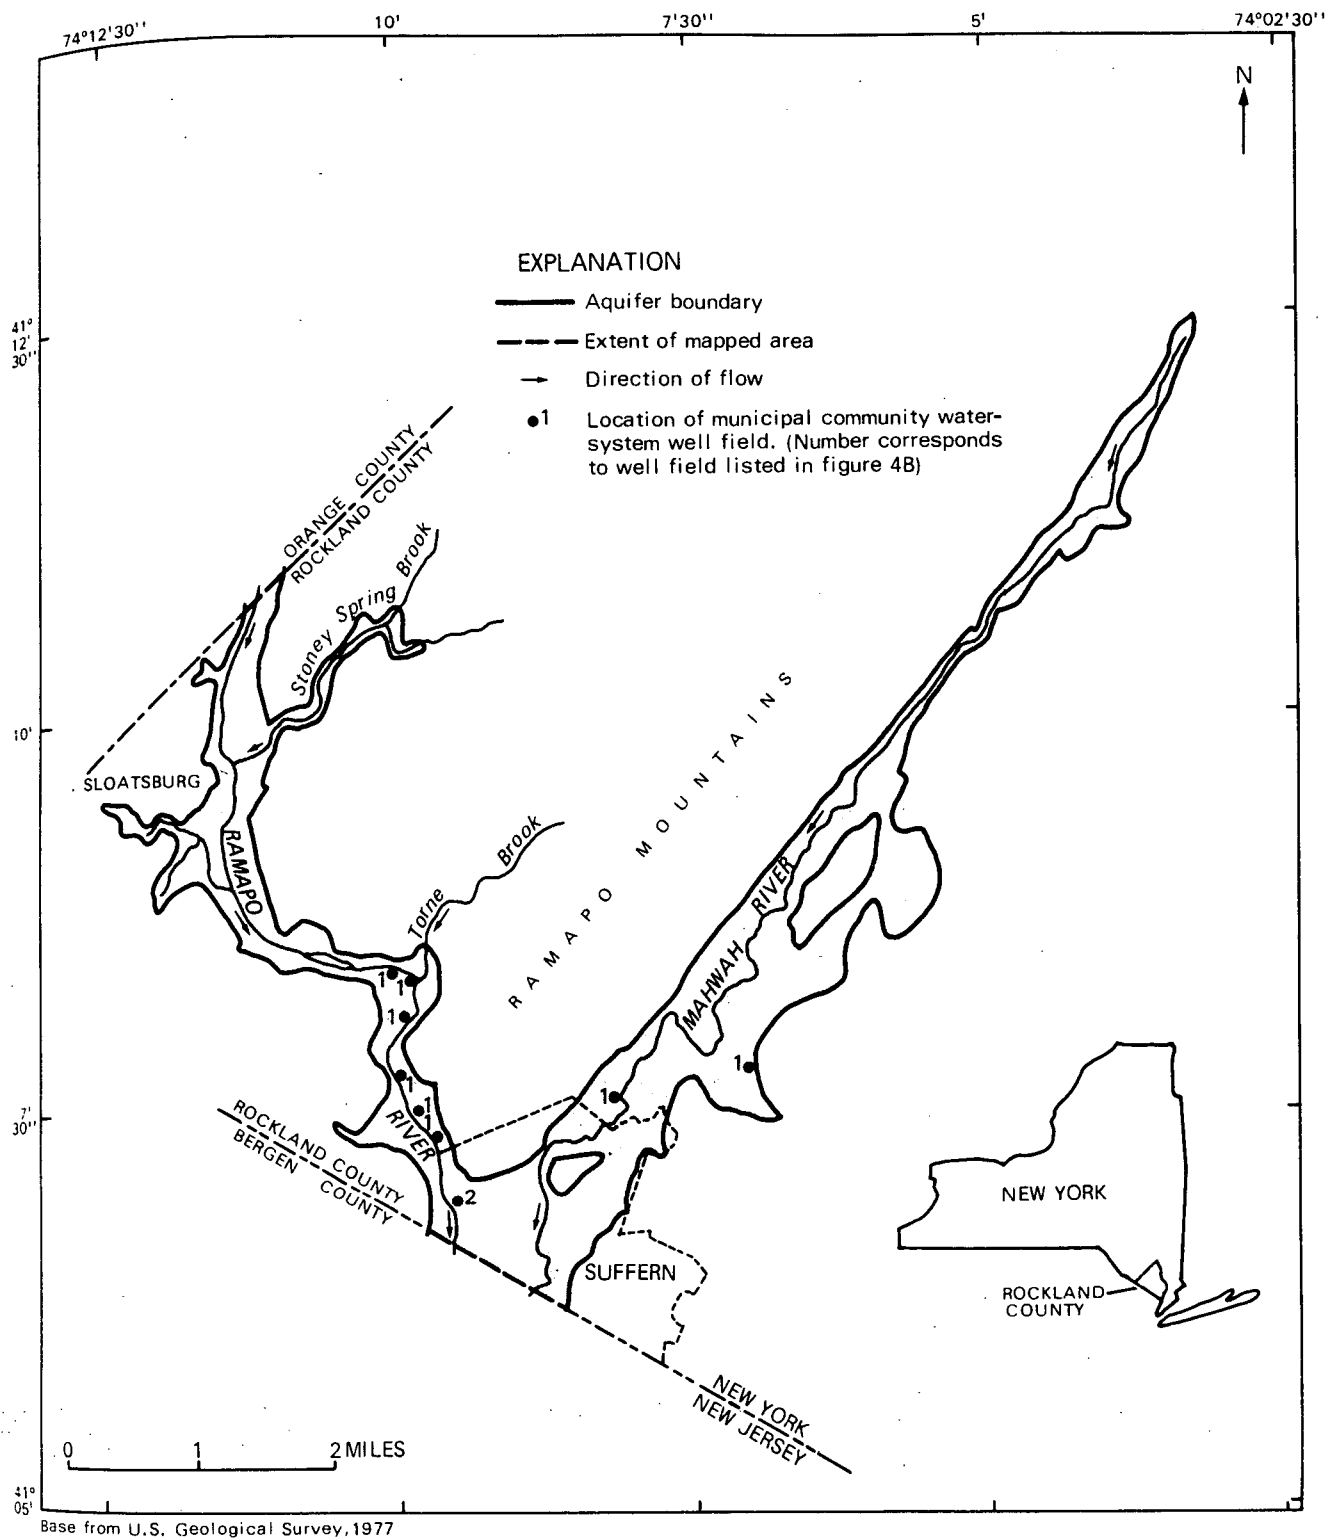 74°12'30''
10'
7'30''
5'
74°02'30''
N
EXPLANATION
Aquifer boundary
Extent of mapped area
Direction of flow
1 Location of municipal community water-
system well field. (Number corresponds
to well field listed in figure 4B)
41°
12'
30''
ORANGE COUNTY
ROCKLAND COUNTY
Stoney Spring Brook
10'
SLOATSBURG
RAMAPO
Torne Brook
RAMAPO MOUNTAINS
MAHWAH RIVER
1
1
1
1
1
1
1
1
7'
30''
RIVER
ROCKLAND COUNTY
BERGEN COUNTY
2
SUFFERN
NEW YORK
ROCKLAND
COUNTY
NEW YORK
NEW JERSEY
0 1 2 MILES
41°
05'
Base from U.S. Geological Survey, 1977